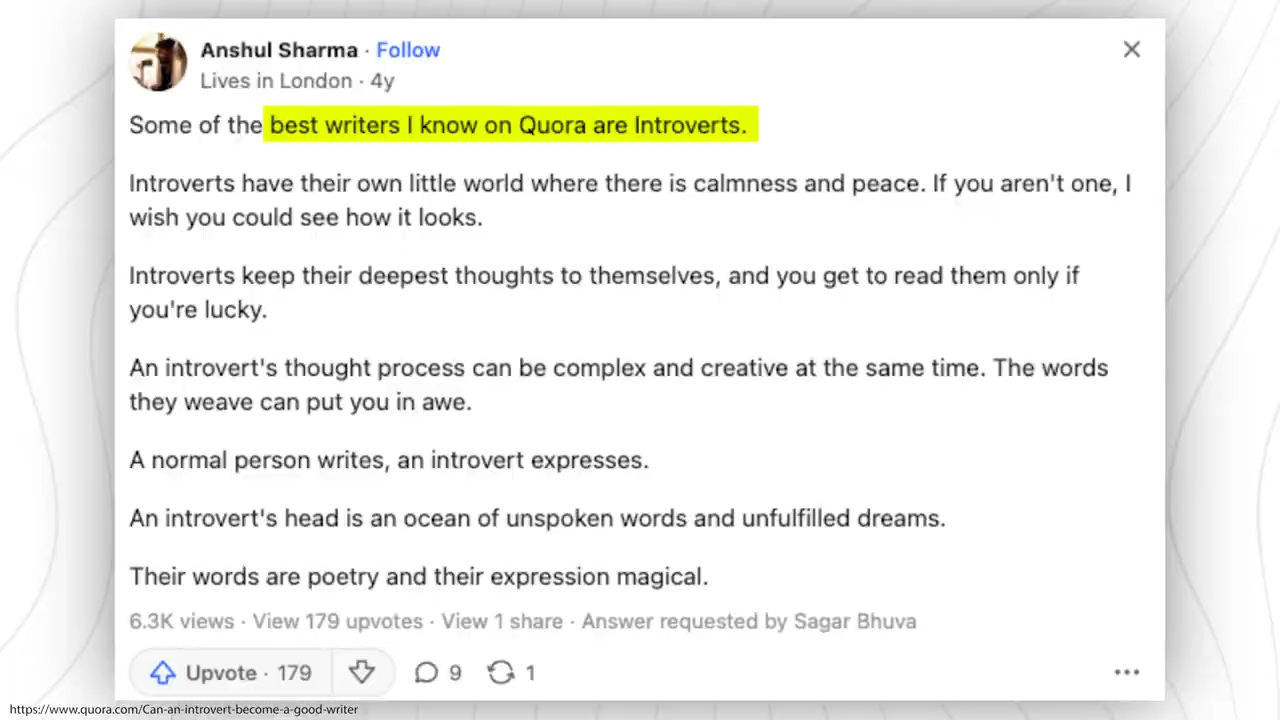 Anshul Sharma · Follow
Lives in London · 4y
Some of the best writers I know on Quora are Introverts.
Introverts have their own little world where there is calmness and peace. If you aren't one, I
wish you could see how it looks.
Introverts keep their deepest thoughts to themselves, and you get to read them only if
you're lucky.
An introvert's thought process can be complex and creative at the same time. The words
they weave can put you in awe.
A normal person writes, an introvert expresses.
An introvert's head is an ocean of unspoken words and unfulfilled dreams.
Their words are poetry and their expression magical.
6.3K views · View 179 upvotes · View 1 share · Answer requested by Sagar Bhuva
Upvote · 179 9 1
https://www.quora.com/Can-an-introvert-become-a-good-writer